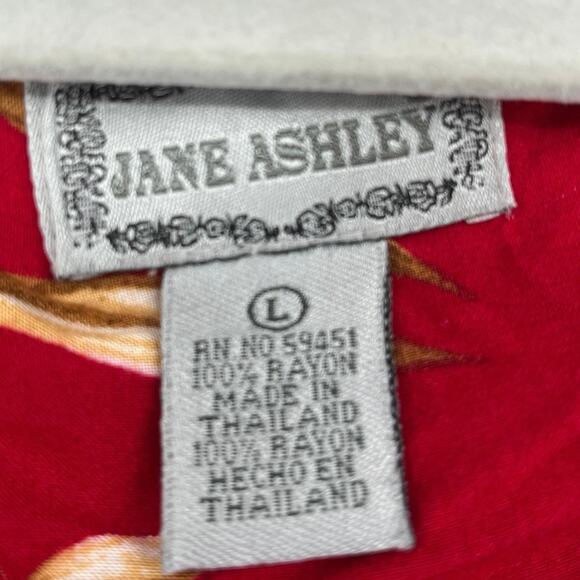 JANE ASHLEY
L
RN NO 59451
100% RAYON
MADE IN
THAILAND
100% RAYON
HECHO EN
THAILAND